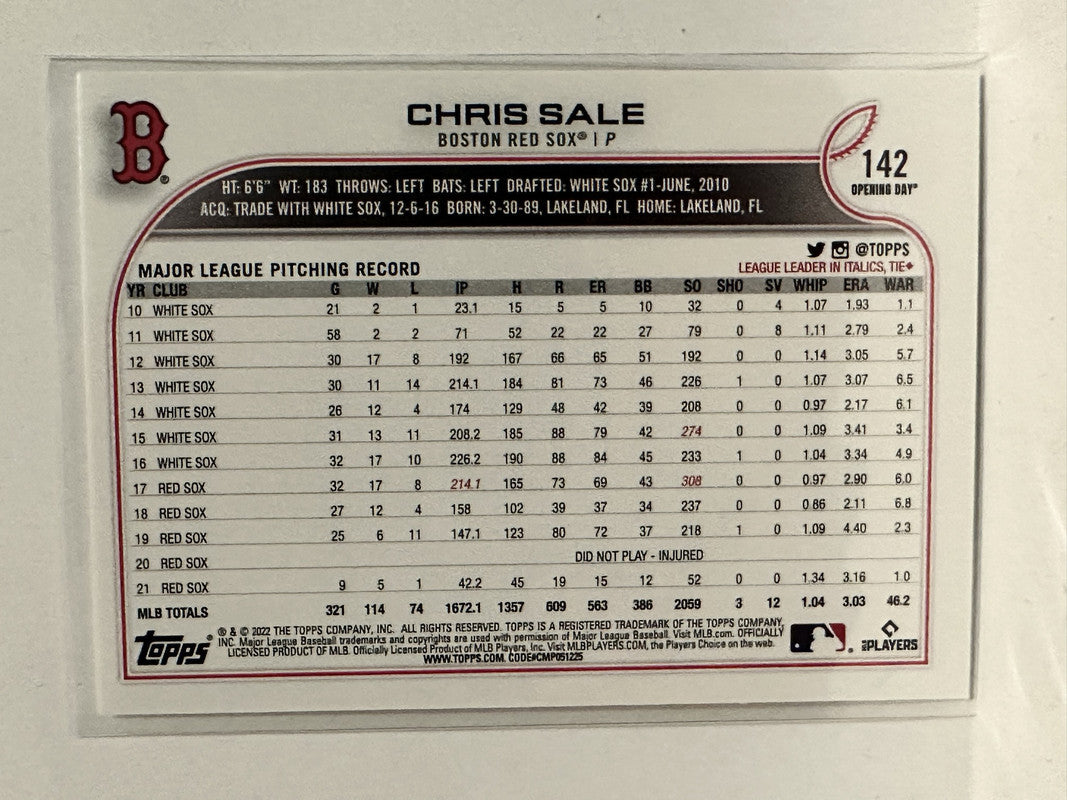 B®
CHRIS SALE
BOSTON RED SOX® | P
142
OPENING DAY®
HT: 6'6" WT: 183 THROWS: LEFT BATS: LEFT DRAFTED: WHITE SOX #1-JUNE, 2010
ACQ: TRADE WITH WHITE SOX, 12-6-16 BORN: 3-30-89, LAKELAND, FL HOME: LAKELAND, FL
@TOPPS
MAJOR LEAGUE PITCHING RECORD LEAGUE LEADER IN ITALICS, TIE♦
YR CLUB G W L IP H R ER BB SO SHO SV WHIP ERA WAR
10 WHITE SOX 21 2 1 23.1 15 5 5 10 32 0 4 1.07 1.93 1.1
11 WHITE SOX 58 2 2 71 52 22 22 27 79 0 8 1.11 2.79 2.4
12 WHITE SOX 30 17 8 192 167 66 65 51 192 0 0 1.14 3.05 5.7
13 WHITE SOX 30 11 14 214.1 184 81 73 46 226 1 0 1.07 3.07 6.5
14 WHITE SOX 26 12 4 174 129 48 42 39 208 0 0 0.97 2.17 6.1
15 WHITE SOX 31 13 11 208.2 185 88 79 42 274 0 0 1.09 3.41 3.4
16 WHITE SOX 32 17 10 226.2 190 88 84 45 233 1 0 1.04 3.34 4.9
17 RED SOX 32 17 8 214.1 165 73 69 43 308 0 0 0.97 2.90 6.0
18 RED SOX 27 12 4 158 102 39 37 34 237 0 0 0.86 2.11 6.8
19 RED SOX 25 6 11 147.1 123 80 72 37 218 1 0 1.09 4.40 2.3
20 RED SOX DID NOT PLAY - INJURED
21 RED SOX 9 5 1 42.2 45 19 15 12 52 0 0 1.34 3.16 1.0
MLB TOTALS 321 114 74 1672.1 1357 609 563 386 2059 3 12 1.04 3.03 46.2
Topps
® & © 2022 THE TOPPS COMPANY, INC. ALL RIGHTS RESERVED. TOPPS IS A REGISTERED TRADEMARK OF THE TOPPS COMPANY,
INC. Major League Baseball trademarks and copyrights are used with permission of Major League Baseball. Visit MLB.com. OFFICIALLY
LICENSED PRODUCT OF MLB. Officially Licensed Product of MLB Players, Inc. Visit MLBPLAYERS.COM, the Players Choice on the web.
WWW.TOPPS.COM. CODE#CMP051225
MLB PLAYERS